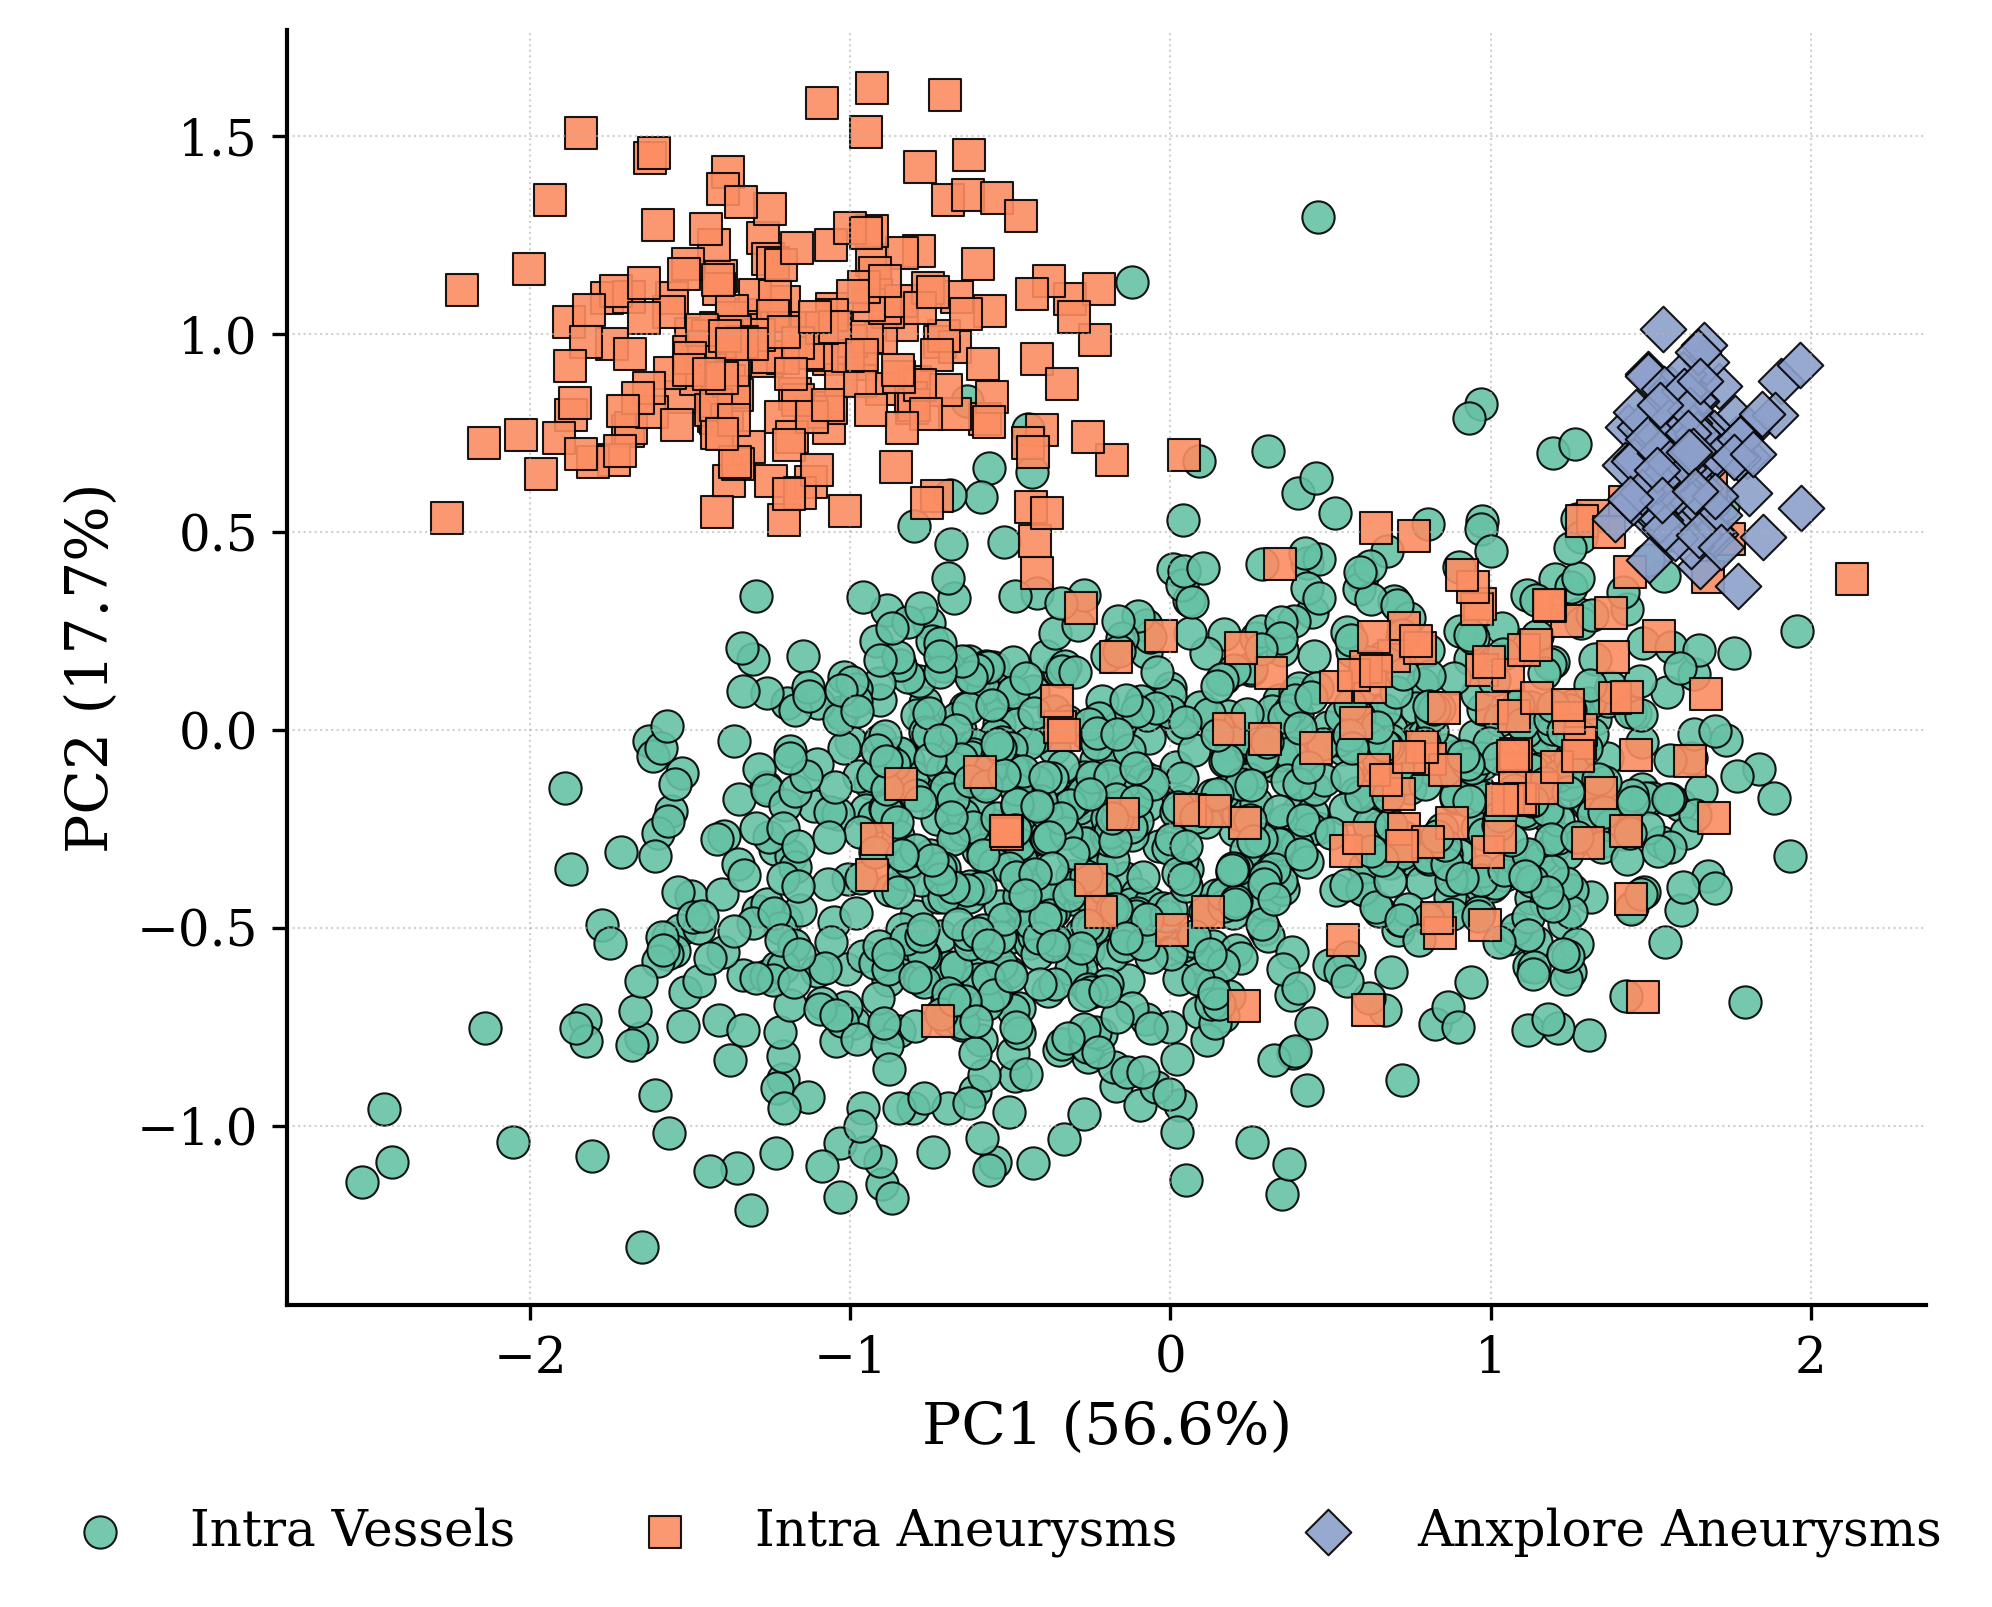 1.5
1.0
0.5
0.0
−0.5
−1.0
PC2 (17.7%)
−2 −1 0 1 2
PC1 (56.6%)
Intra Vessels Intra Aneurysms Anxplore Aneurysms